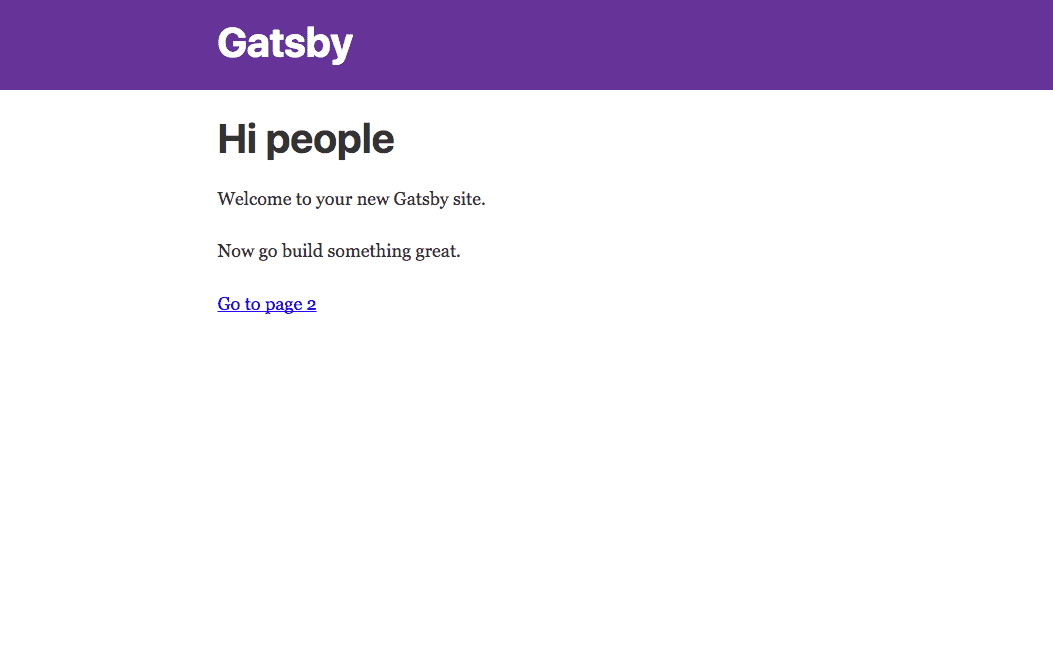 Gatsby
Hi people
Welcome to your new Gatsby site.
Now go build something great.
Go to page 2